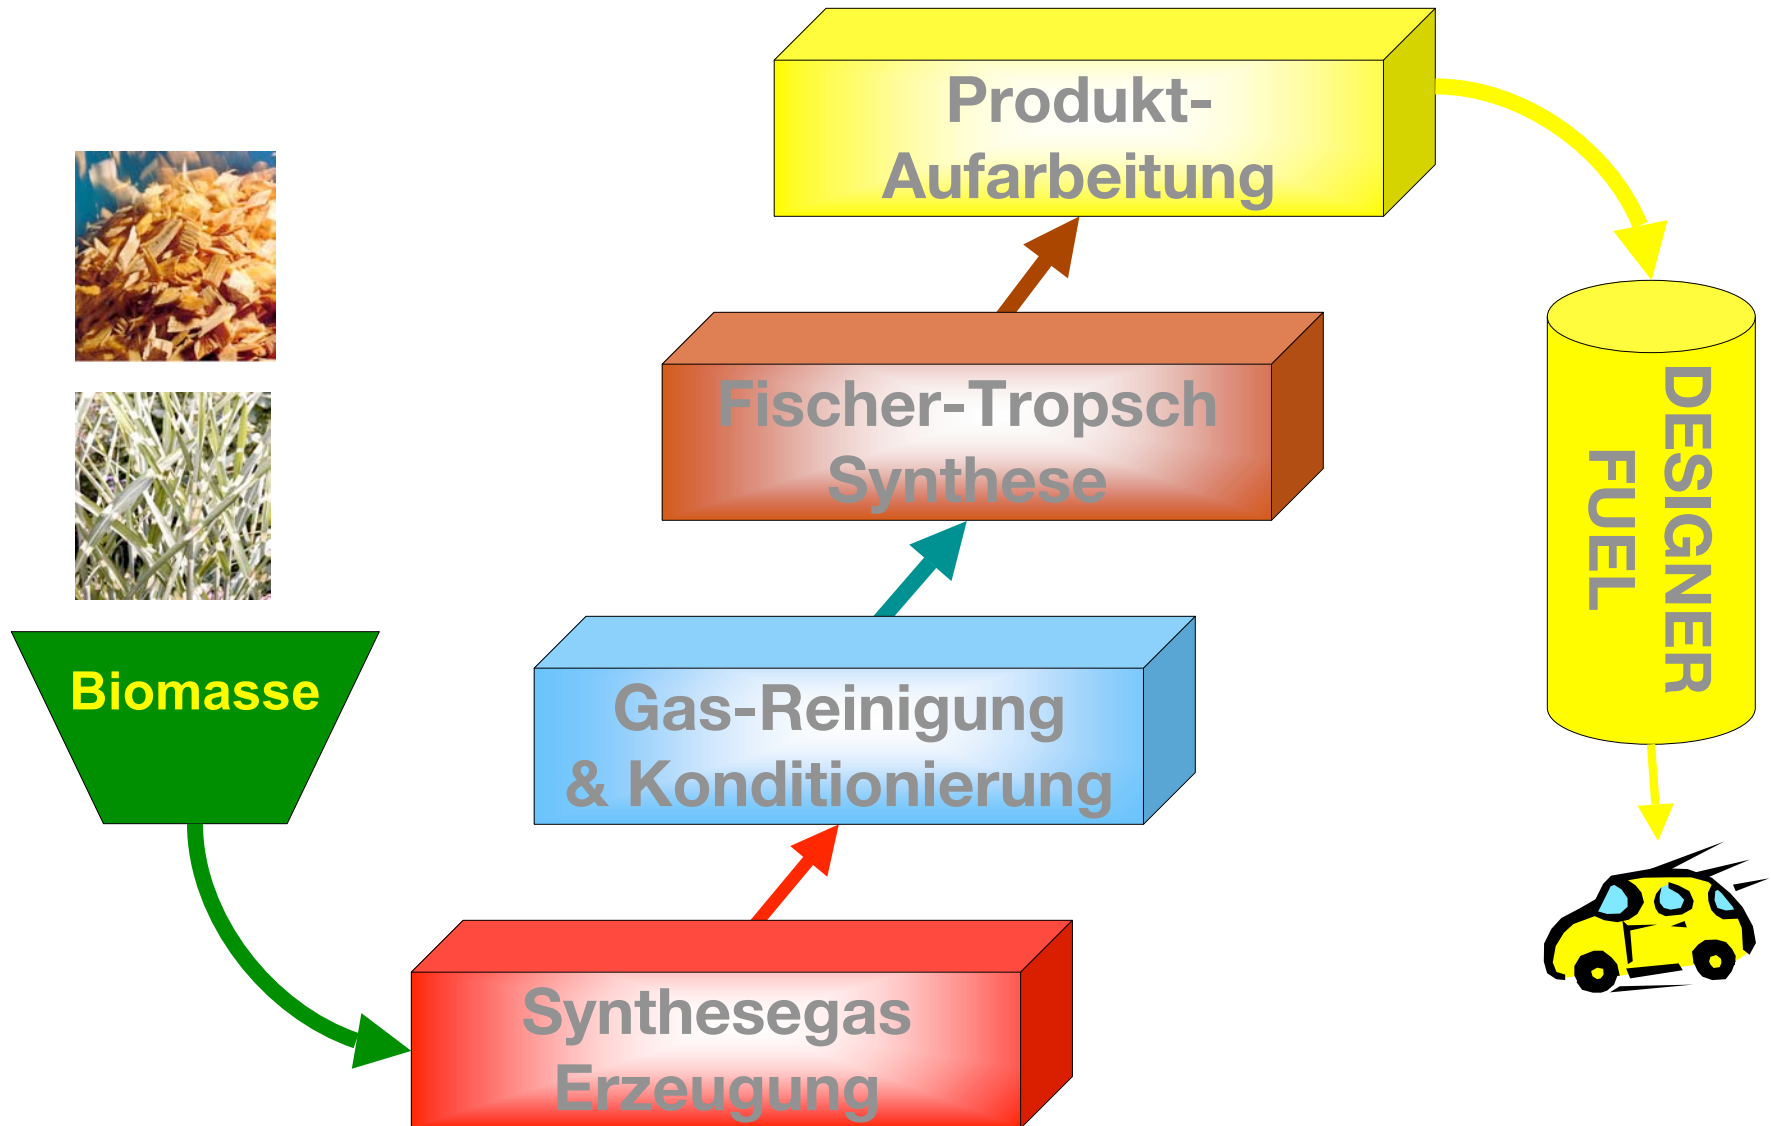 Biomasse
Synthesegas
Erzeugung
Gas-Reinigung
& Konditionierung
Fischer-Tropsch
Synthese
Produkt-
Aufarbeitung
DESIGNER
FUEL